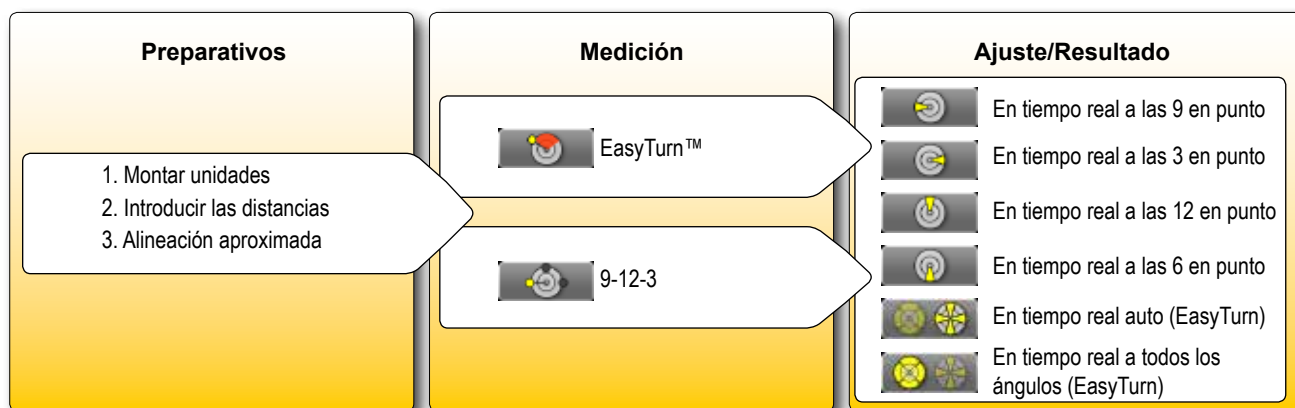 Preparativos
1. Montar unidades
2. Introducir las distancias
3. Alineación aproximada
Medición
EasyTurn™
9-12-3
Ajuste/Resultado
En tiempo real a las 9 en punto
En tiempo real a las 3 en punto
En tiempo real a las 12 en punto
En tiempo real a las 6 en punto
En tiempo real auto (EasyTurn)
En tiempo real a todos los
ángulos (EasyTurn)